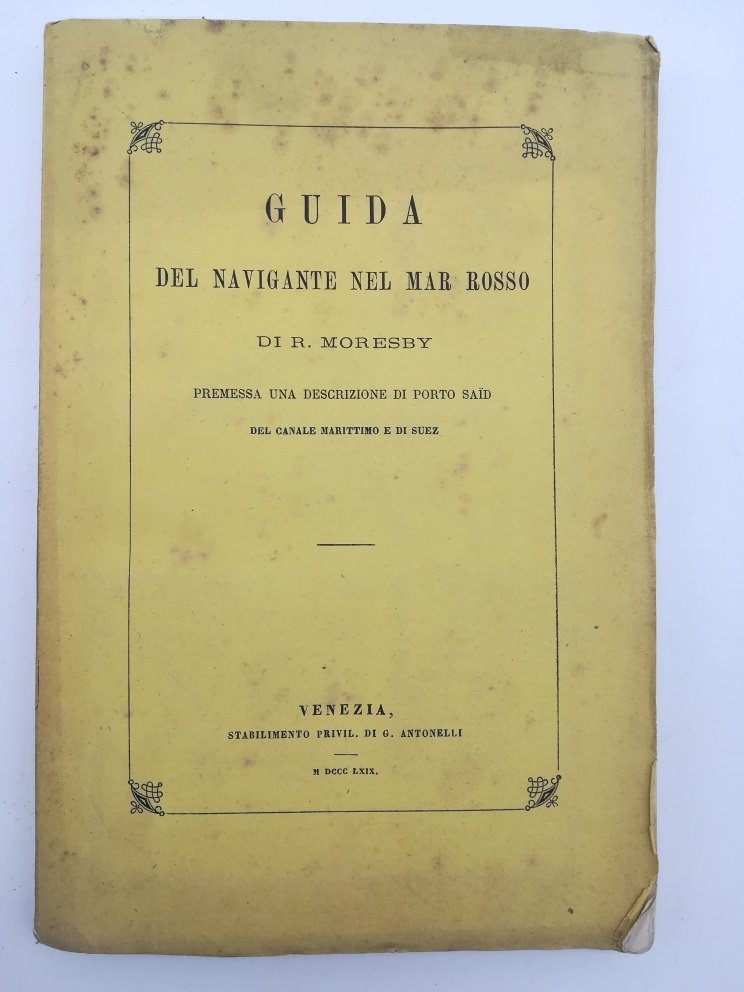 GUIDA
DEL NAVIGANTE NEL MAR ROSSO
DI R. MORESBY
PREMESSA UNA DESCRIZIONE DI PORTO SAÏD
DEL CANALE MARITTIMO E DI SUEZ
VENEZIA,
STABILIMENTO PRIVIL. DI G. ANTONELLI
M DCCC LXIX.